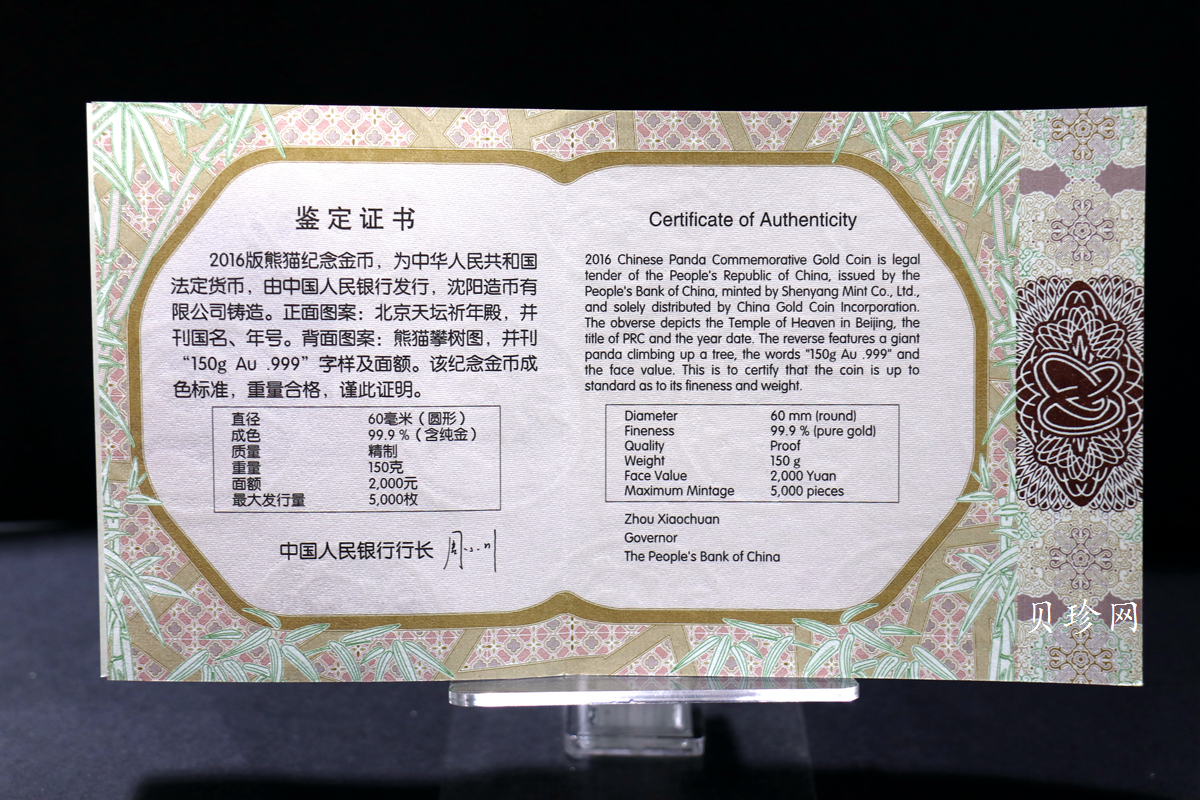 鉴定证书
2016版熊猫纪念金币，为中华人民共和国
法定货币，由中国人民银行发行，沈阳造币有
限公司铸造。正面图案：北京天坛祈年殿，并
刊国名、年号。背面图案：熊猫攀树图，并刊
“150g Au .999”字样及面额。该纪念金币成
色标准，重量合格，谨此证明。
直径 60毫米（圆形）
成色 99.9%（含纯金）
质量 精制
重量 150克
面额 2,000元
最大发行量 5,000枚
中国人民银行行长 周小川
Certificate of Authenticity
2016 Chinese Panda Commemorative Gold Coin is legal
tender of the People's Republic of China, issued by the
People's Bank of China, minted by Shenyang Mint Co., Ltd.,
and solely distributed by China Gold Coin Incorporation.
The obverse depicts the Temple of Heaven in Beijing, the
title of PRC and the year date. The reverse features a giant
panda climbing up a tree, the words "150g Au .999" and
the face value. This is to certify that the coin is up to
standard as to its fineness and weight.
Diameter 60 mm (round)
Fineness 99.9 % (pure gold)
Quality Proof
Weight 150 g
Face Value 2,000 Yuan
Maximum Mintage 5,000 pieces
Zhou Xiaochuan
Governor
The People's Bank of China
贝珍网